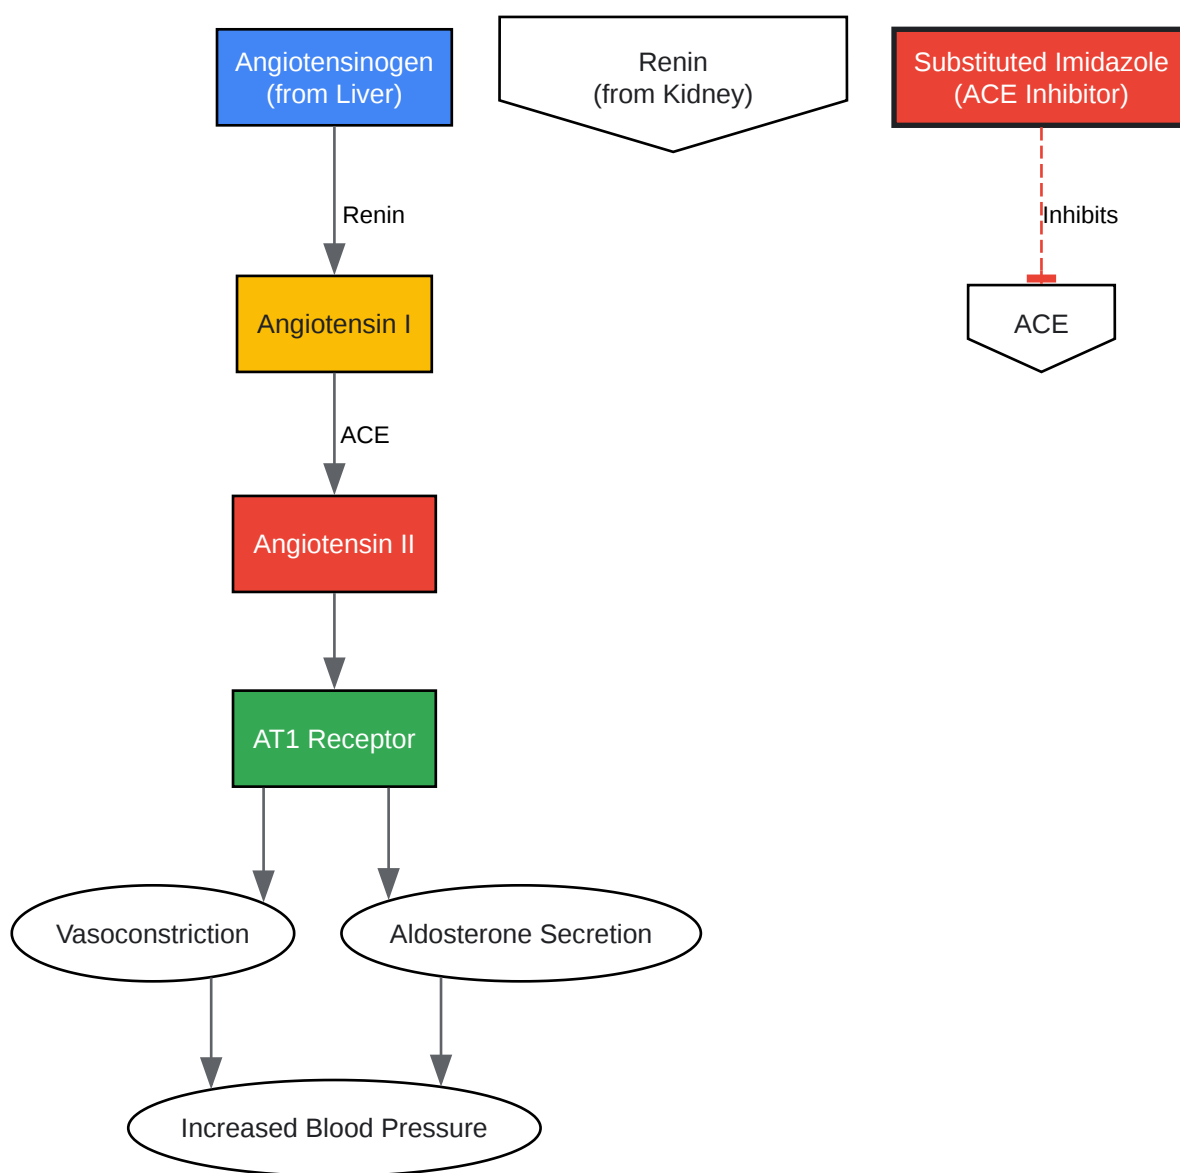 Angiotensinogen
(from Liver)
Renin
(from Kidney)
Substituted Imidazole
(ACE Inhibitor)
Renin
Inhibits
Angiotensin I
ACE
ACE
Angiotensin II
AT1 Receptor
Vasoconstriction
Aldosterone Secretion
Increased Blood Pressure